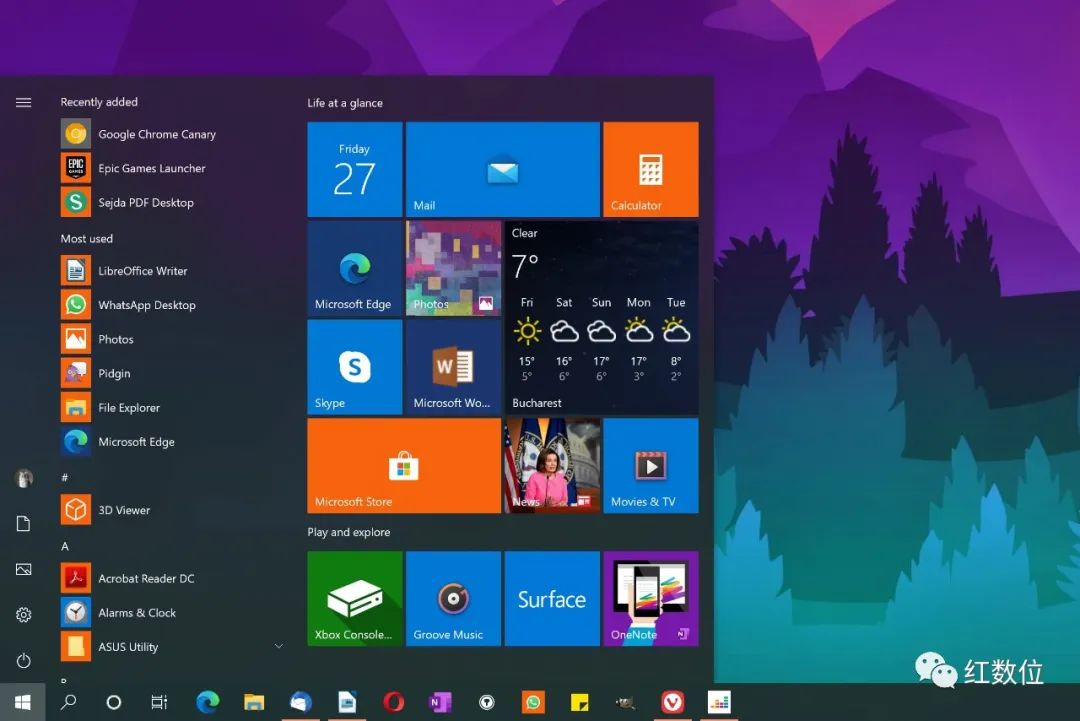 Recently added
Google Chrome Canary
EPIC
GAMES
Epic Games Launcher
S
Sejda PDF Desktop
Most used
LibreOffice Writer
WhatsApp Desktop
Photos
Pidgin
File Explorer
Microsoft Edge
#
3D Viewer
A
Acrobat Reader DC
Alarms & Clock
ASUS Utility
Life at a glance
Friday
27
Mail
Calculator
Microsoft Edge
Photos
Clear
7°
Fri Sat Sun Mon Tue
15° 16° 17° 17° 8°
5° 6° 6° 3° 2°
Bucharest
S
Skype
W
Microsoft Wo...
Microsoft Store
News
Movies & TV
Play and explore
Xbox Console...
Groove Music
Surface
OneNote
N
N
红数位